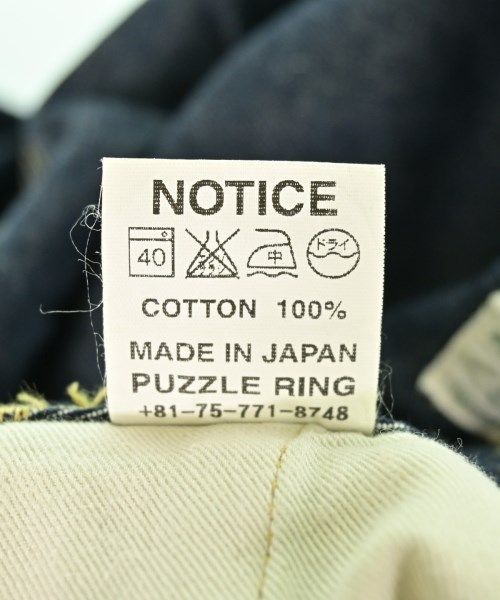 NOTICE
40 中 ドライ
COTTON 100%
MADE IN JAPAN
PUZZLE RING
+81-75-771-8748